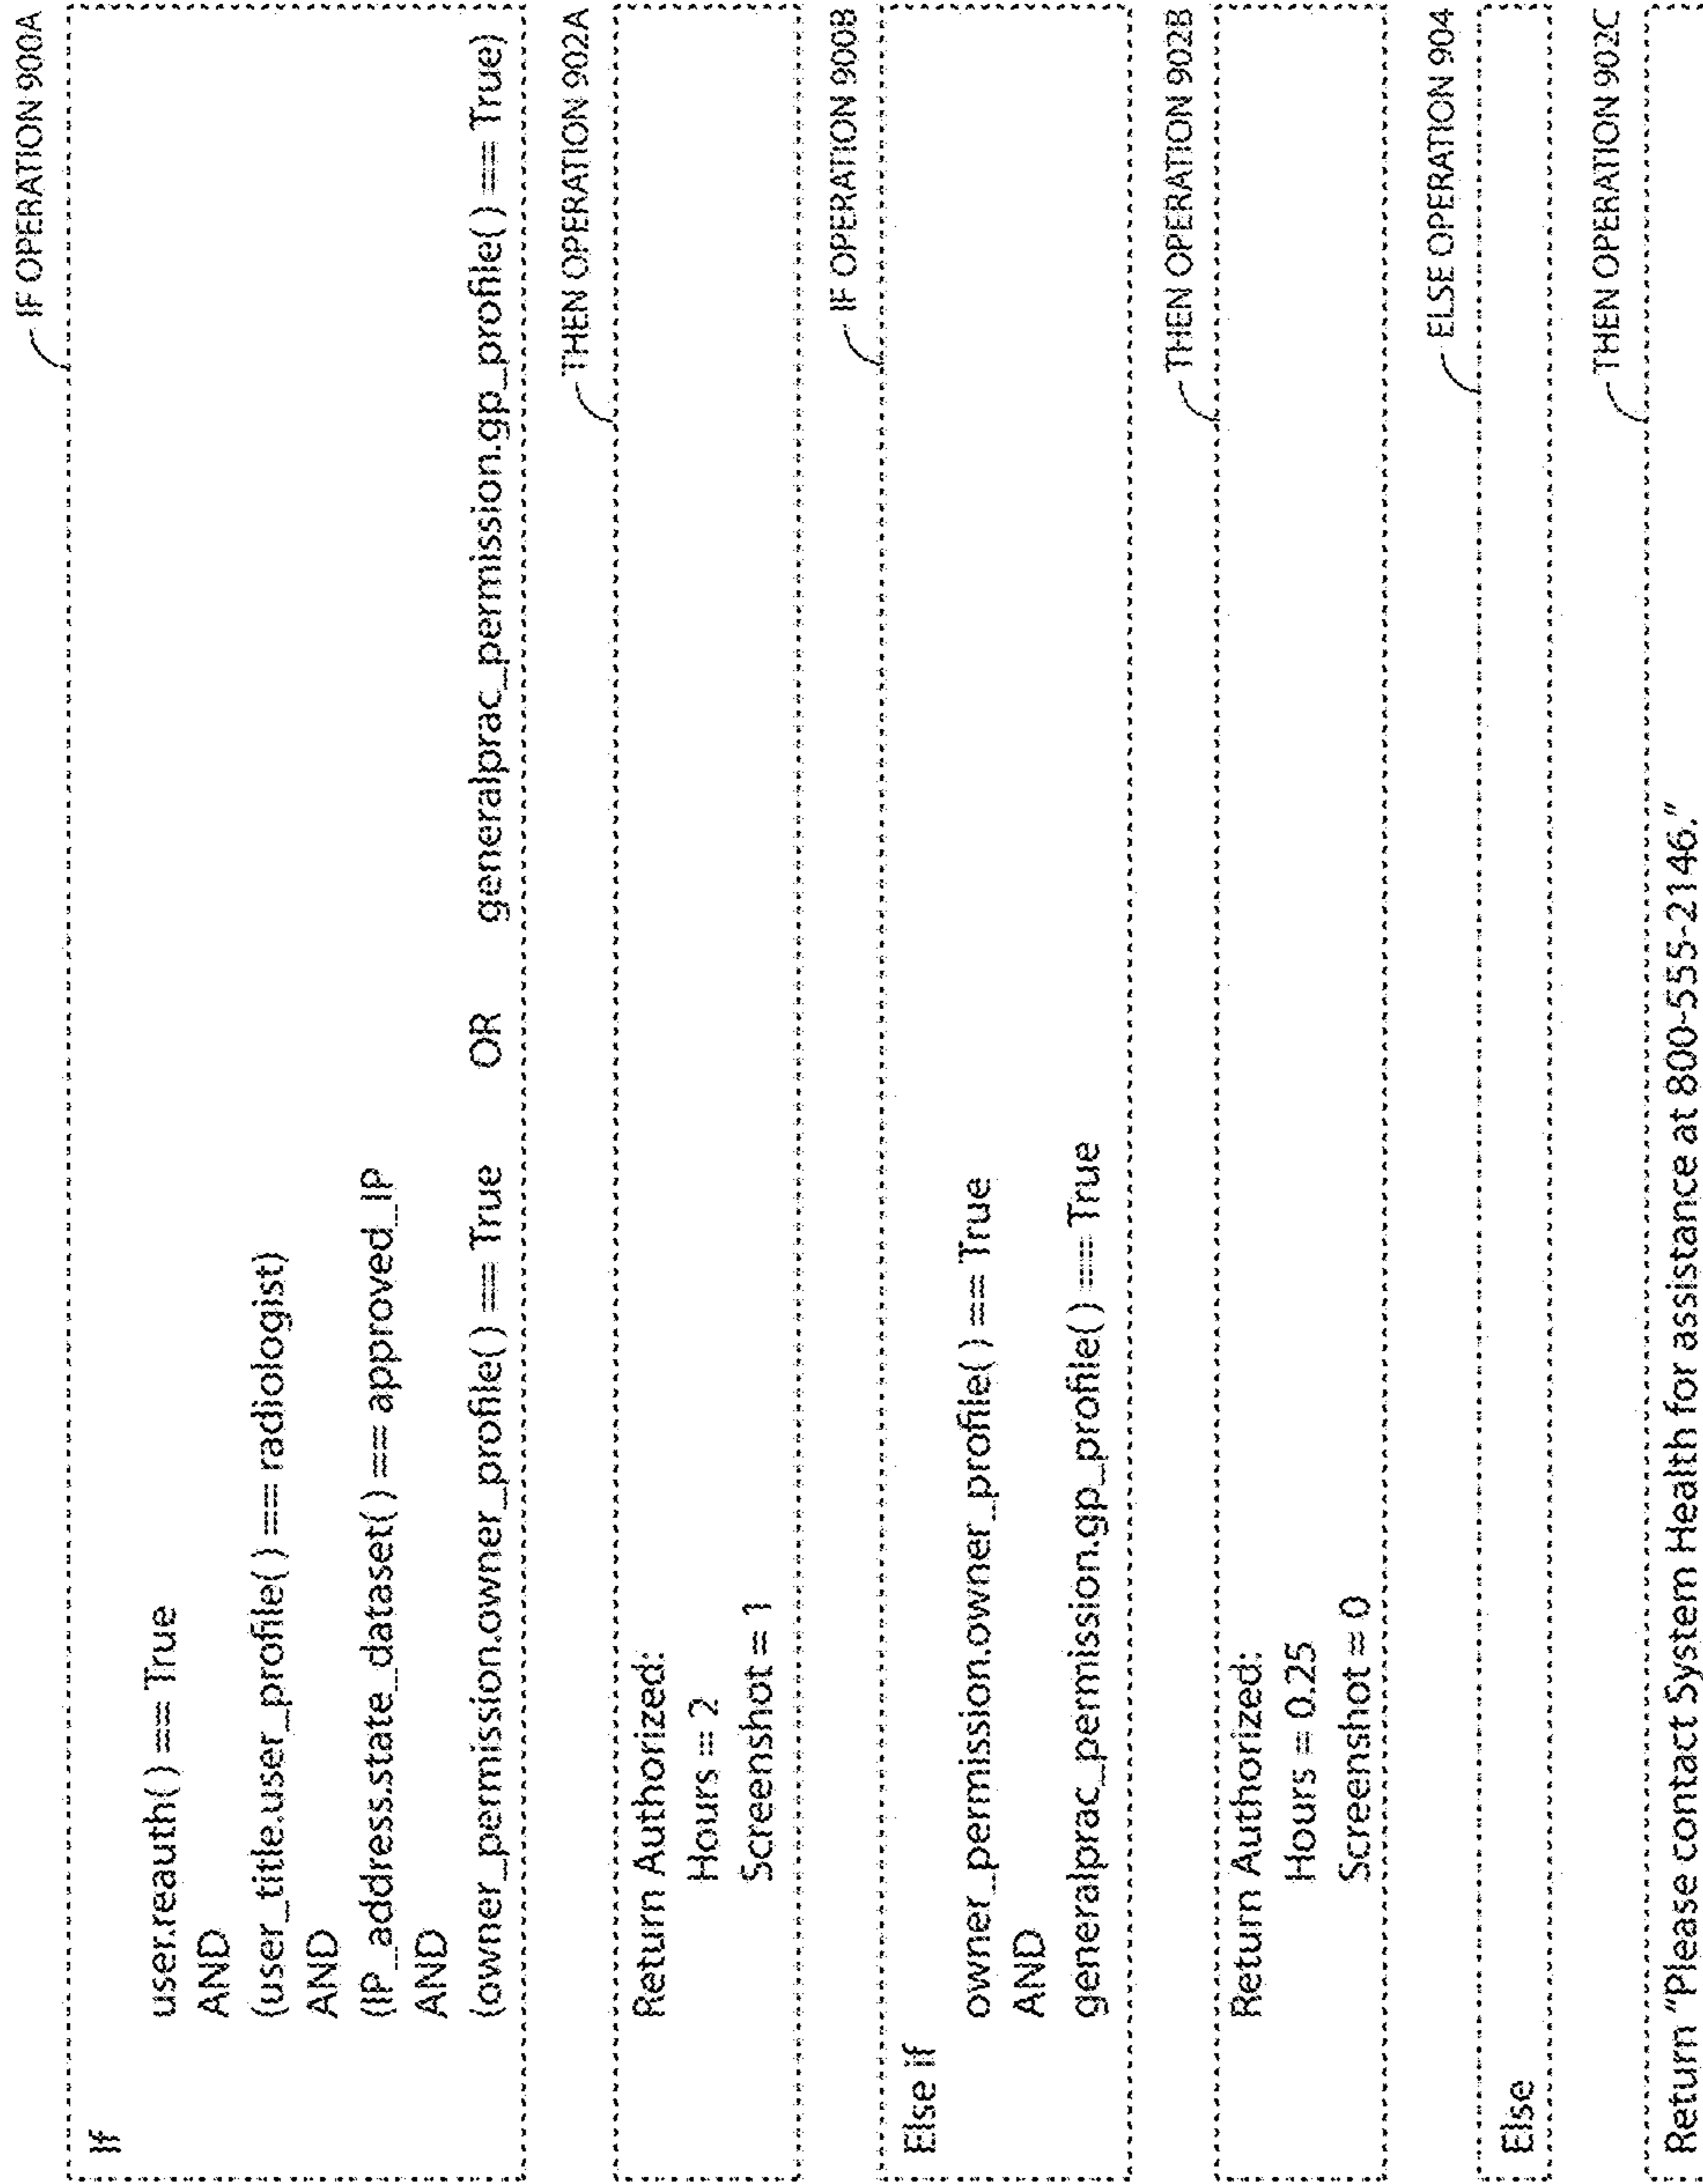 IF OPERATION 900A
If
user.reauth( ) == True
AND
(user_title.user_profile( ) == radiologist)
AND
(IP_address.state_dataset( ) == approved_IP
AND
(owner_permission.owner_profile( ) == True OR generalprac_permission.gp_profile( ) == True)
THEN OPERATION 902A
Return Authorized:
Hours = 2
Screenshot = 1
IF OPERATION 900B
Else if
owner_permission.owner_profile( ) == True
AND
generalprac_permission.gp_profile( ) == True
THEN OPERATION 902B
Return Authorized:
Hours = 0.25
Screenshot = 0
ELSE OPERATION 904
Else
THEN OPERATION 902C
Return “Please contact System Health for assistance at 800-555-2146.”